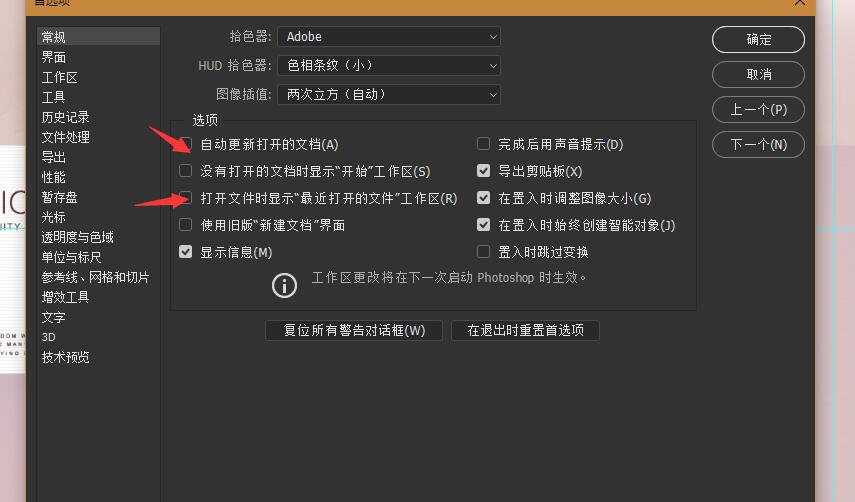 首选项
常规
界面
工作区
工具
历史记录
文件处理
导出
性能
暂存盘
光标
透明度与色域
单位与标尺
参考线、网格和切片
增效工具
文字
3D
技术预览
拾色器: Adobe
HUD 拾色器: 色相条纹（小）
图像插值: 两次立方（自动）
选项
自动更新打开的文档(A)
没有打开的文档时显示“开始”工作区(S)
打开文件时显示“最近打开的文件”工作区(R)
使用旧版“新建文档”界面
显示信息(M)
完成后用声音提示(D)
导出剪贴板(X)
在置入时调整图像大小(G)
在置入时始终创建智能对象(J)
置入时跳过变换
工作区更改将在下一次启动 Photoshop 时生效。
复位所有警告对话框(W)
在退出时重置首选项
确定
取消
上一个(P)
下一个(N)